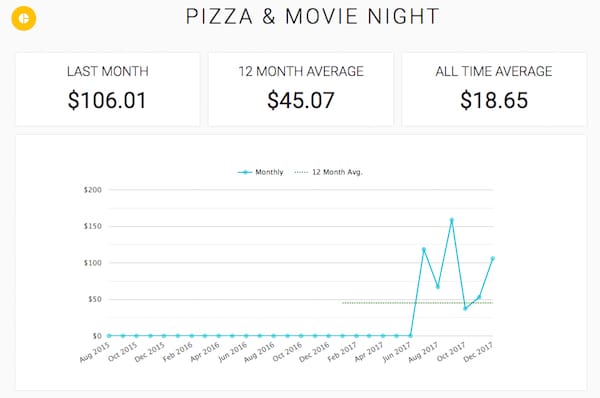 PIZZA & MOVIE NIGHT
LAST MONTH
$106.01
12 MONTH AVERAGE
$45.07
ALL TIME AVERAGE
$18.65
Monthly
12 Month Avg.
$200
$150
$100
$50
$0
Aug 2015
Oct 2015
Dec 2015
Feb 2016
Apr 2016
Jun 2016
Aug 2016
Oct 2016
Dec 2016
Feb 2017
Apr 2017
Jun 2017
Aug 2017
Oct 2017
Dec 2017